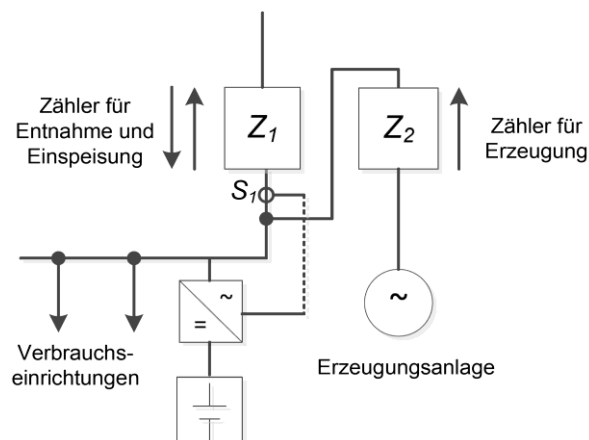 Zähler für
Entnahme und
Einspeisung
Z1
Z2
Zähler für
Erzeugung
S1
~
=
~
Verbrauchs-
einrichtungen
Erzeugungsanlage